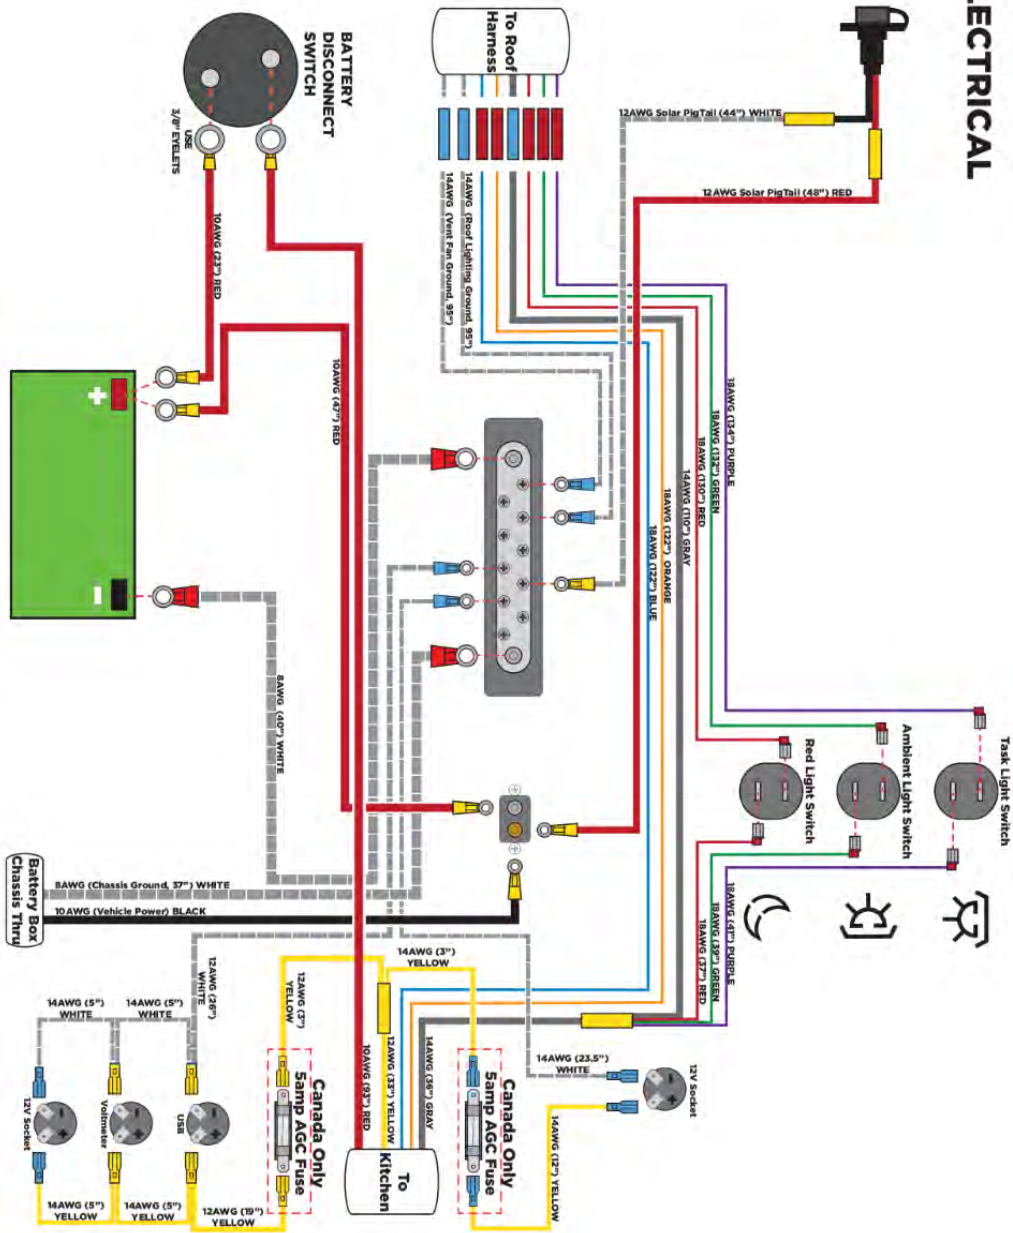 LECTRICAL
BATTERY
DISCONNECT
SWITCH
USE
3/8" EYELETS
To Roof
Harness
12AWG Solar PigTail (44") WHITE
12AWG Solar PigTail (48") RED
10AWG (23") RED
14AWG (Vent Fan Ground, 95")
14AWG (Roof Lighting Ground, 95")
10AWG (47") RED
18AWG (134") PURPLE
18AWG (132") GREEN
18AWG (130") RED
14AWG (110") GRAY
18AWG (122") ORANGE
18AWG (122") BLUE
+
-
8AWG (40") WHITE
Task Light Switch
Ambient Light Switch
Red Light Switch
18AWG (41") PURPLE
18AWG (39") GREEN
18AWG (37") RED
Battery Box
Chassis Thru
8AWG (Chassis Ground, 37") WHITE
10AWG (Vehicle Power) BLACK
12AWG (26")
WHITE
14AWG (5")
WHITE
14AWG (5")
WHITE
12AWG (3")
YELLOW
14AWG (3")
YELLOW
12AWG (33") YELLOW
14AWG (36") GRAY
10AWG (93") RED
14AWG (23.5")
WHITE
12V Socket
14AWG (12") YELLOW
Canada Only
5amp AGC Fuse
Canada Only
5amp AGC Fuse
To
Kitchen
12V Socket
Voltmeter
USB
14AWG (5")
YELLOW
14AWG (5")
YELLOW
12AWG (19")
YELLOW